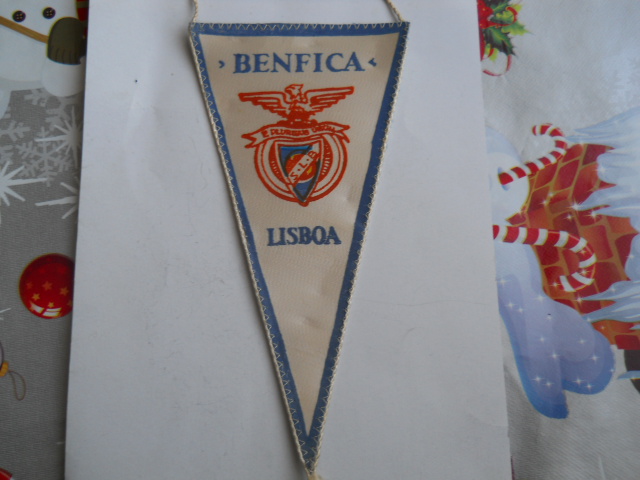 BENFICA
E PLURIBUS UNUM
S.L.B
LISBOA